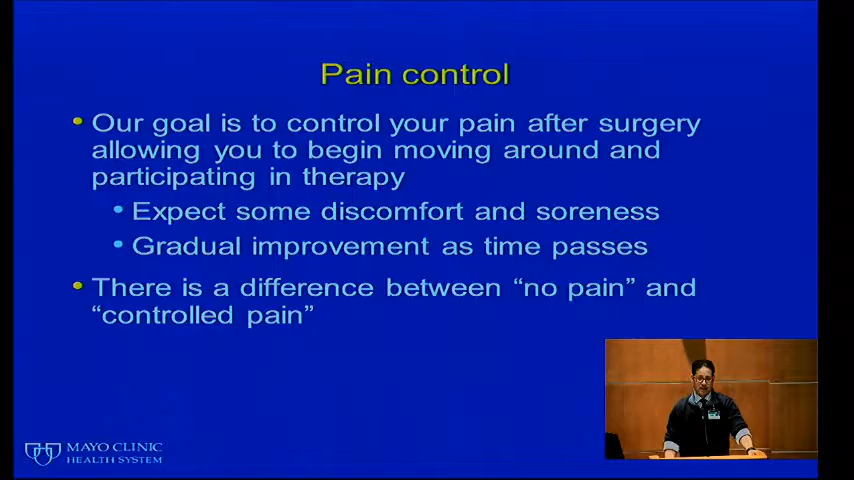 Pain control
• Our goal is to control your pain after surgery
allowing you to begin moving around and
participating in therapy
• Expect some discomfort and soreness
• Gradual improvement as time passes
• There is a difference between “no pain” and
“controlled pain”
MAYO CLINIC
HEALTH SYSTEM